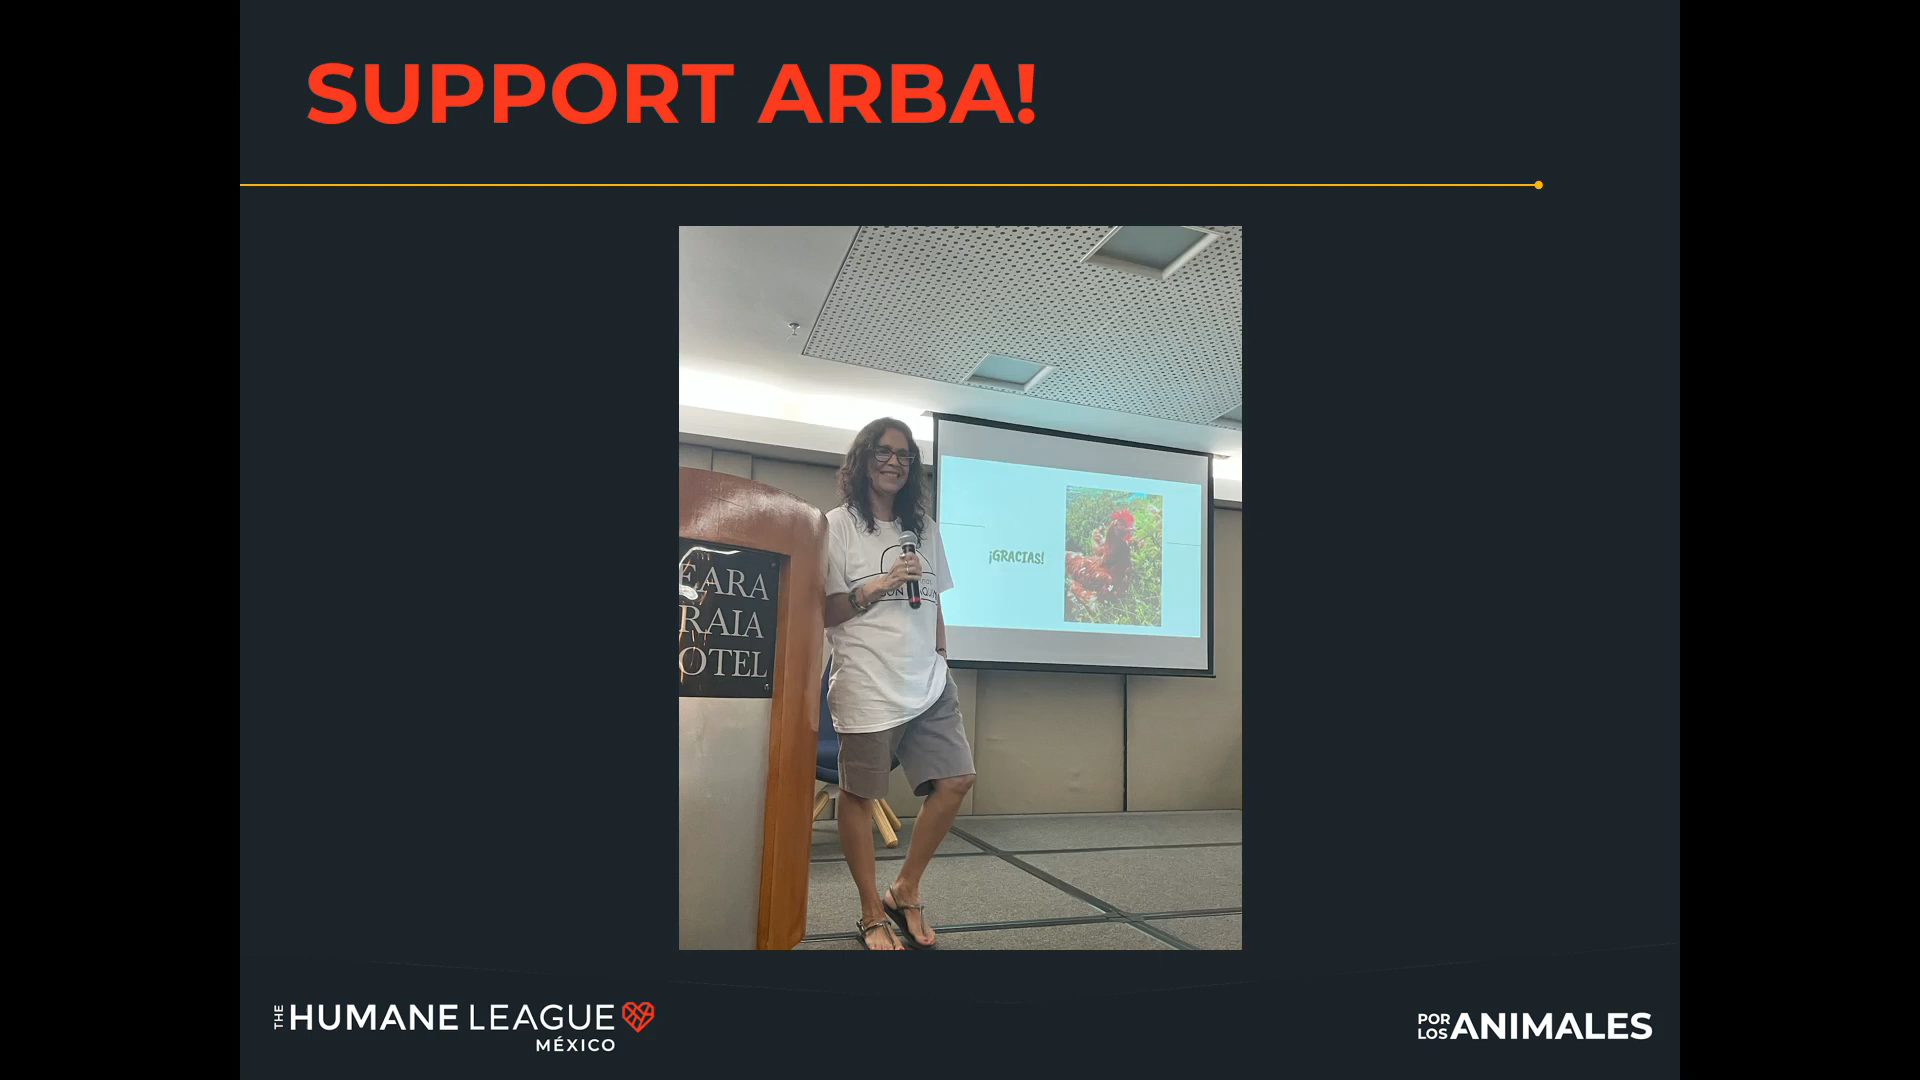 SUPPORT ARBA!
¡GRACIAS!
EARA
RAIA
OTEL
THE HUMANE LEAGUE
MÉXICO
POR LOS ANIMALES